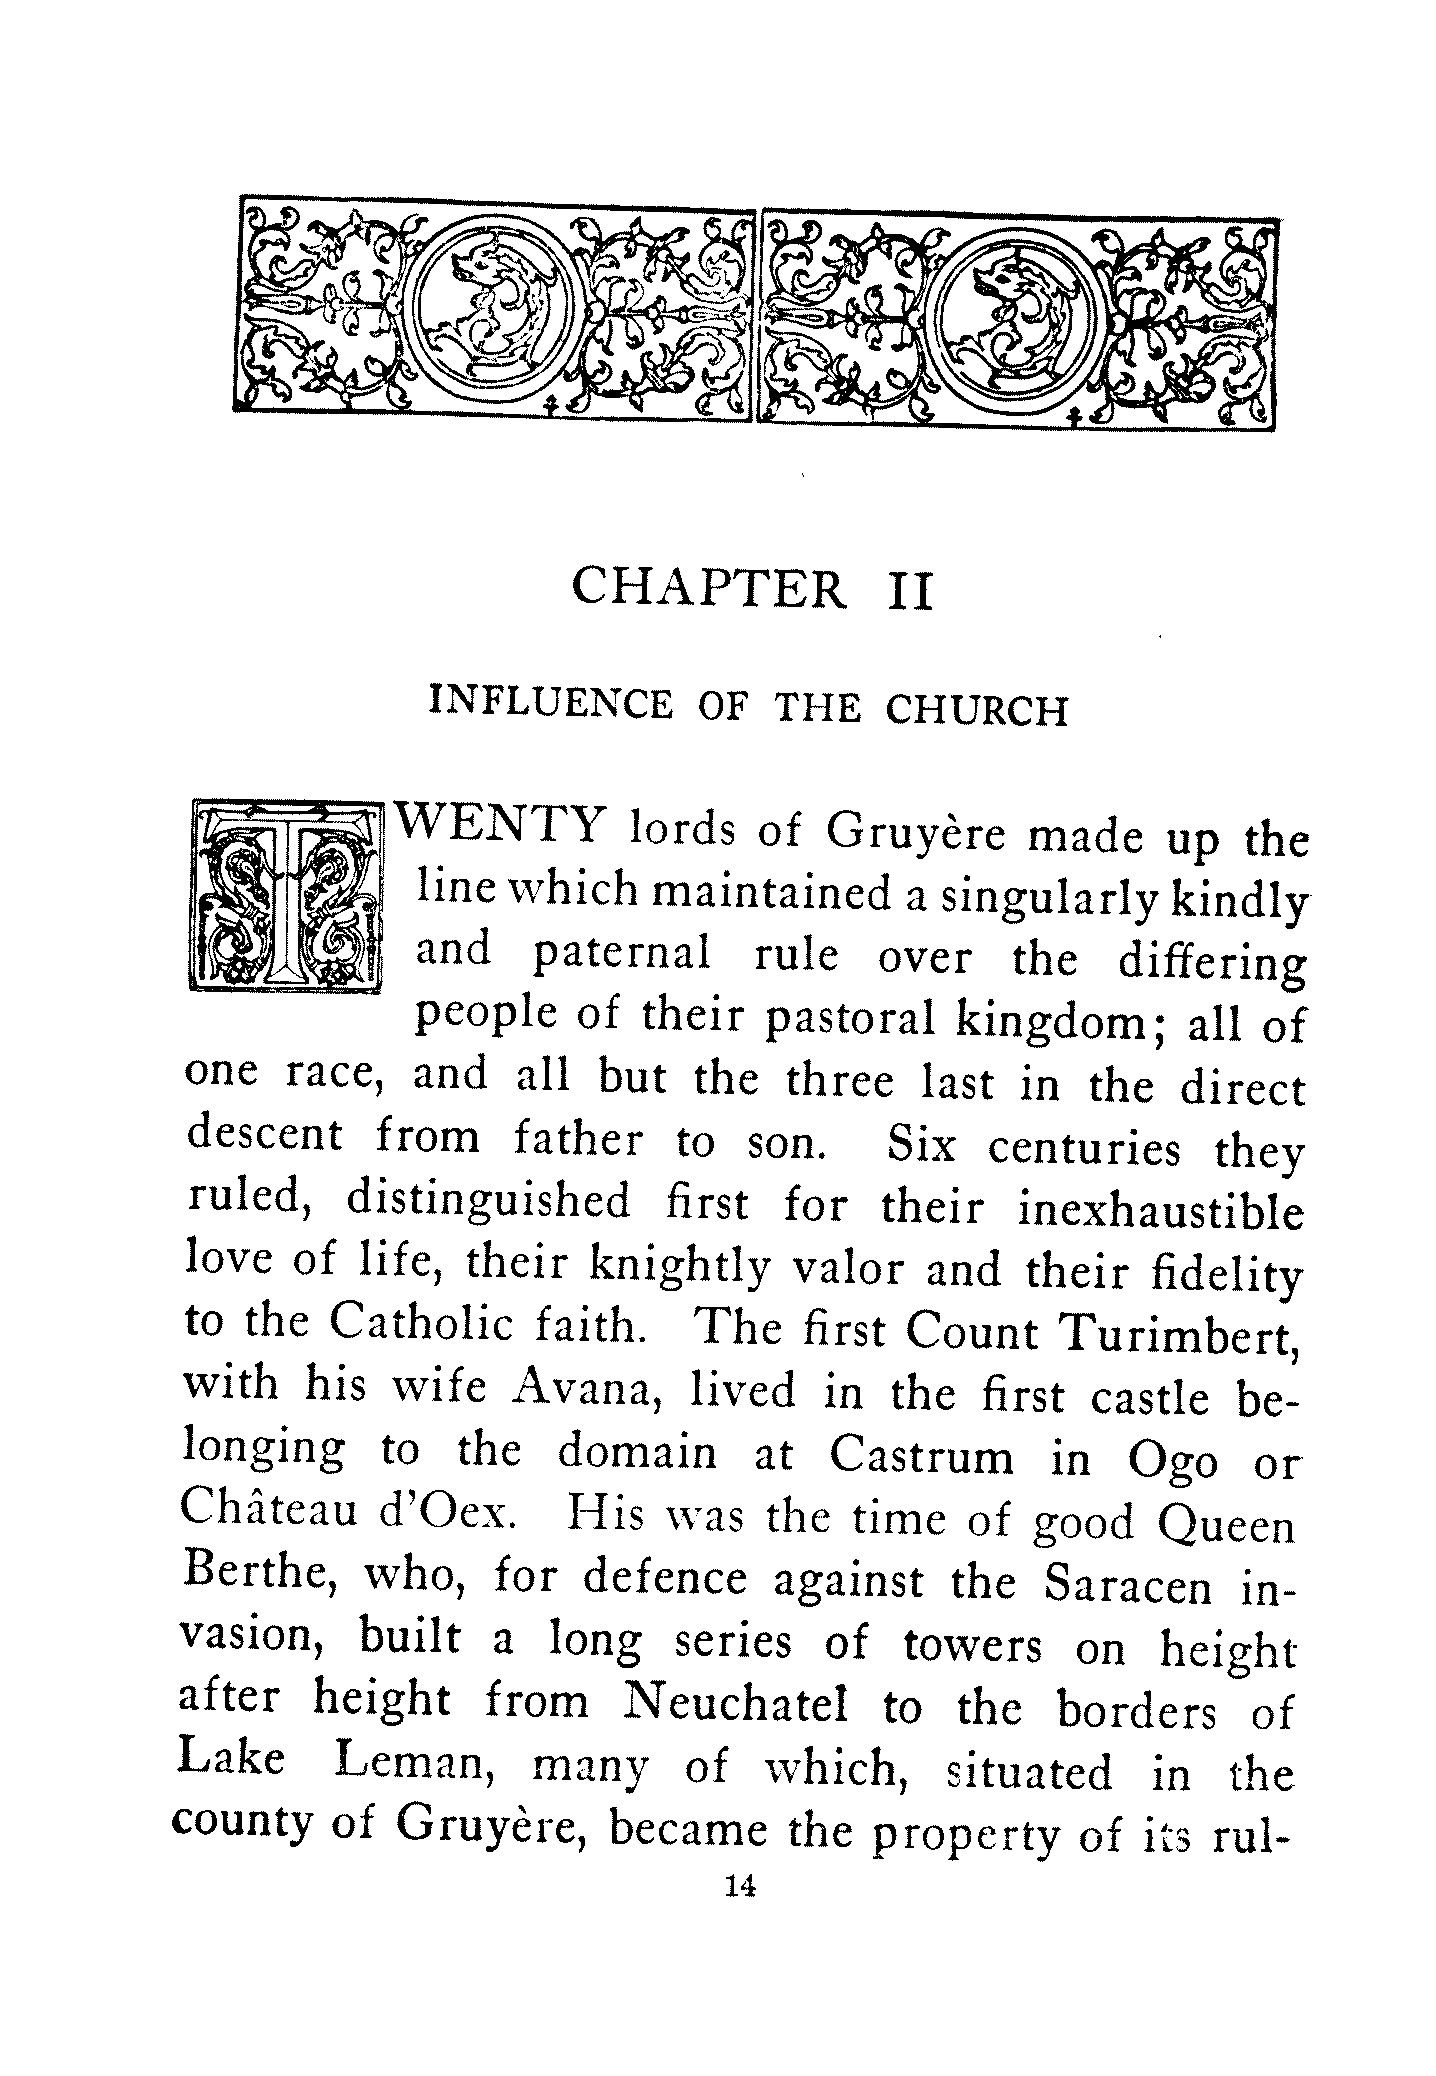 CHAPTER II
INFLUENCE OF THE CHURCH
TWENTY lords of Gruyère made up the
line which maintained a singularly kindly
and paternal rule over the differing
people of their pastoral kingdom; all of
one race, and all but the three last in the direct
descent from father to son. Six centuries they
ruled, distinguished first for their inexhaustible
love of life, their knightly valor and their fidelity
to the Catholic faith. The first Count Turimbert,
with his wife Avana, lived in the first castle be-
longing to the domain at Castrum in Ogo or
Château d'Oex. His was the time of good Queen
Berthe, who, for defence against the Saracen in-
vasion, built a long series of towers on height
after height from Neuchatel to the borders of
Lake Leman, many of which, situated in the
county of Gruyère, became the property of its rul-
14